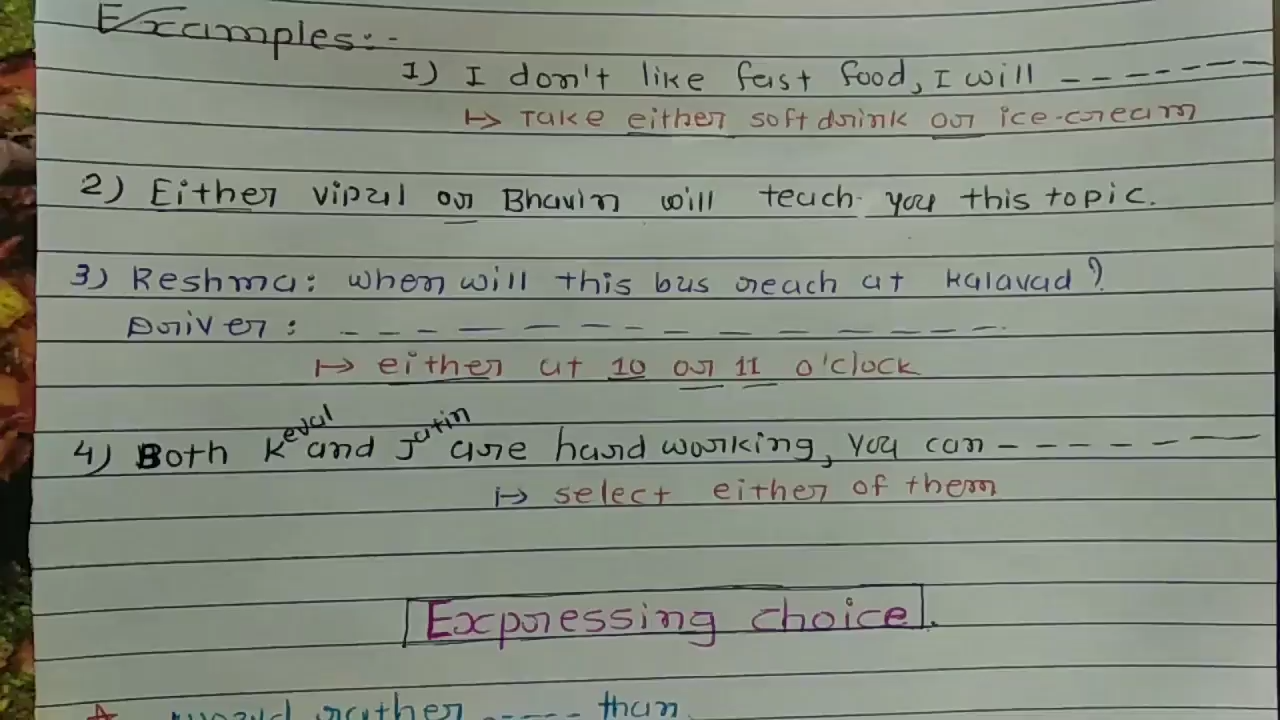 Examples:-
1) I don't like fast food, I will - - - - - - -
↦ Take either soft drink or ice-cream
2) Either vipul or Bhavin will teach you this topic.
3) Reshma: when will this bus reach at kalavad?
Driver: - - - - - - - - - - - - -
↦ either at 10 or 11 o'clock
4) Both Keval and Jatin are hard working, you can - - - - - -
↦ select either of them
Expressing choice.
rather ----- than